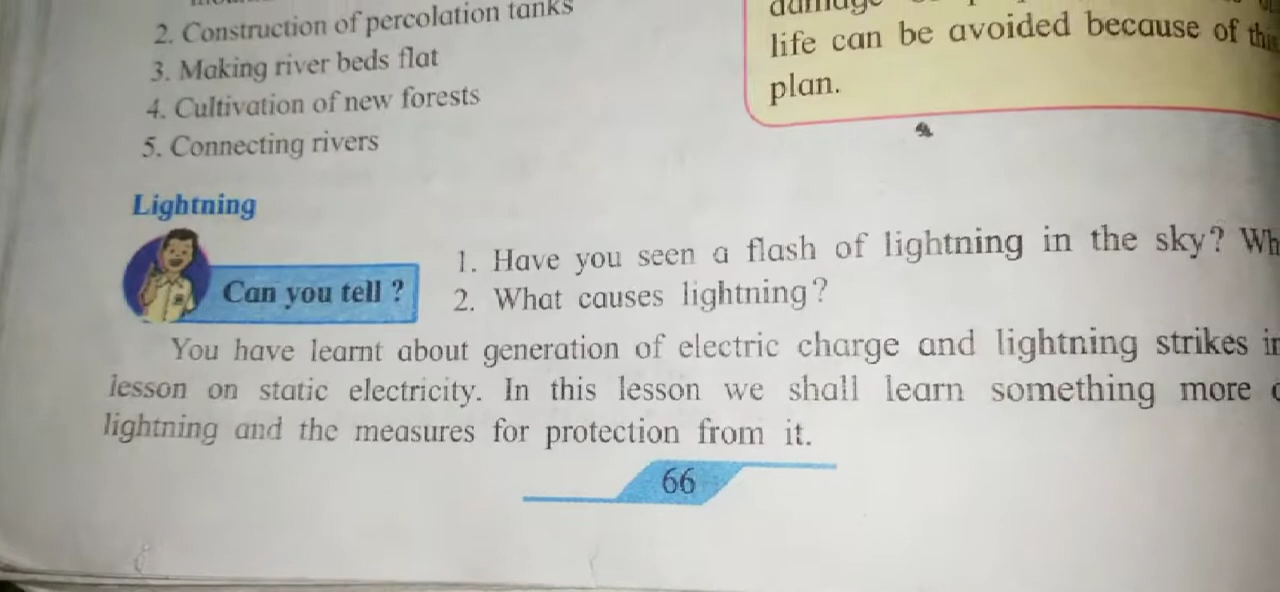 2. Construction of percolation tanks
3. Making river beds flat
4. Cultivation of new forests
5. Connecting rivers
life can be avoided because of this
plan.
Lightning
Can you tell ?
1. Have you seen a flash of lightning in the sky?
2. What causes lightning?
You have learnt about generation of electric charge and lightning strikes
lesson on static electricity. In this lesson we shall learn something more
lightning and the measures for protection from it.
66